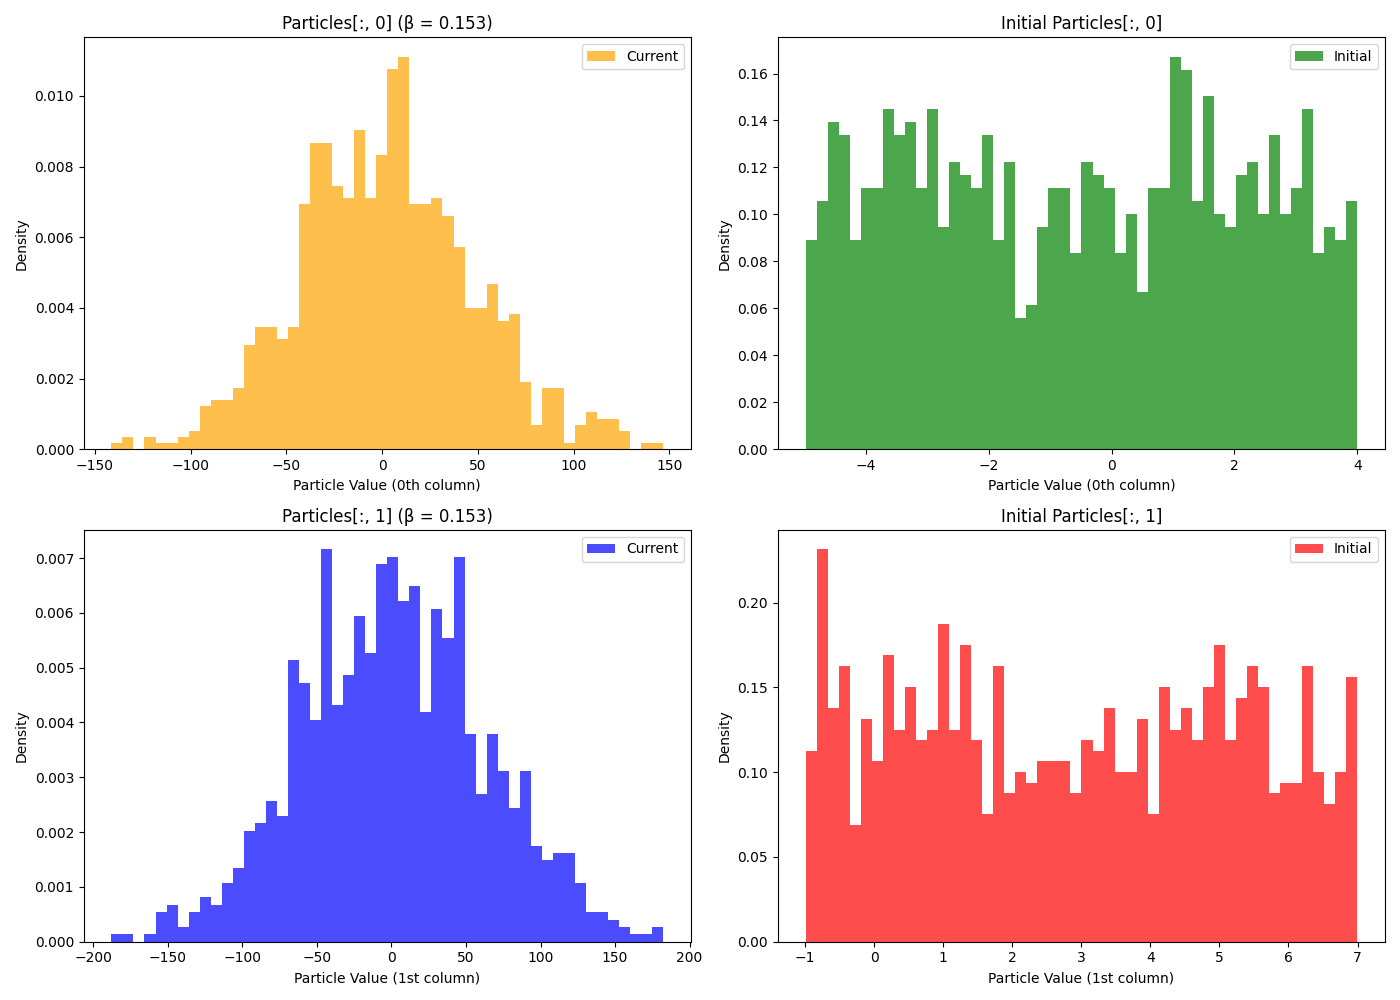 Particles[:, 0] (β = 0.153)
Current
0.010
0.008
0.006
0.004
0.002
0.000
Density
−150 −100 −50 0 50 100 150
Particle Value (0th column)
Initial Particles[:, 0]
Initial
0.16
0.14
0.12
0.10
0.08
0.06
0.04
0.02
0.00
Density
−4 −2 0 2 4
Particle Value (0th column)
Particles[:, 1] (β = 0.153)
Current
0.007
0.006
0.005
0.004
0.003
0.002
0.001
0.000
Density
−200 −150 −100 −50 0 50 100 150 200
Particle Value (1st column)
Initial Particles[:, 1]
Initial
0.20
0.15
0.10
0.05
0.00
Density
−1 0 1 2 3 4 5 6 7
Particle Value (1st column)